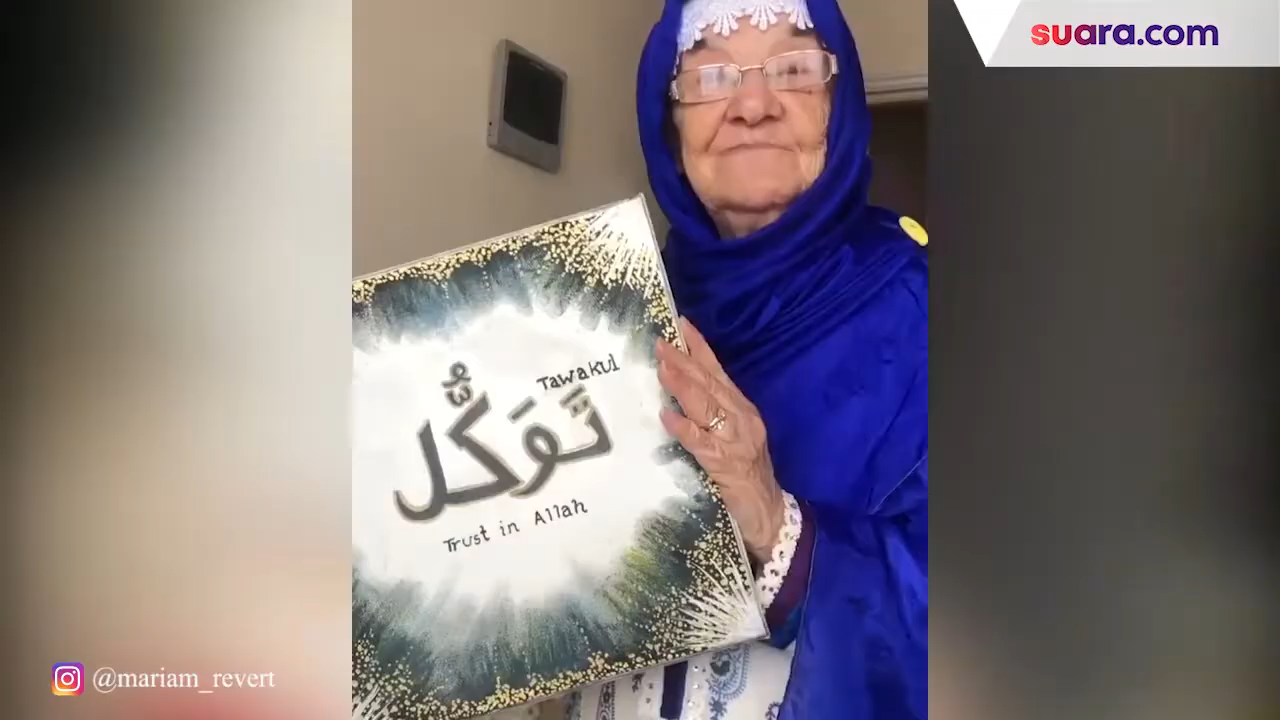 suara.com
Tawakul
تَوَكُّل
Trust in Allah
@mariam_revert